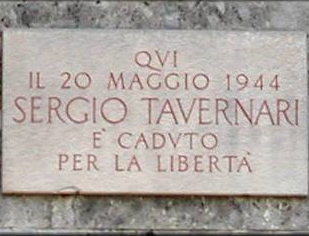 QVI
IL 20 MAGGIO 1944
SERGIO TAVERNARI
E' CADVTO
PER LA LIBERTÀ